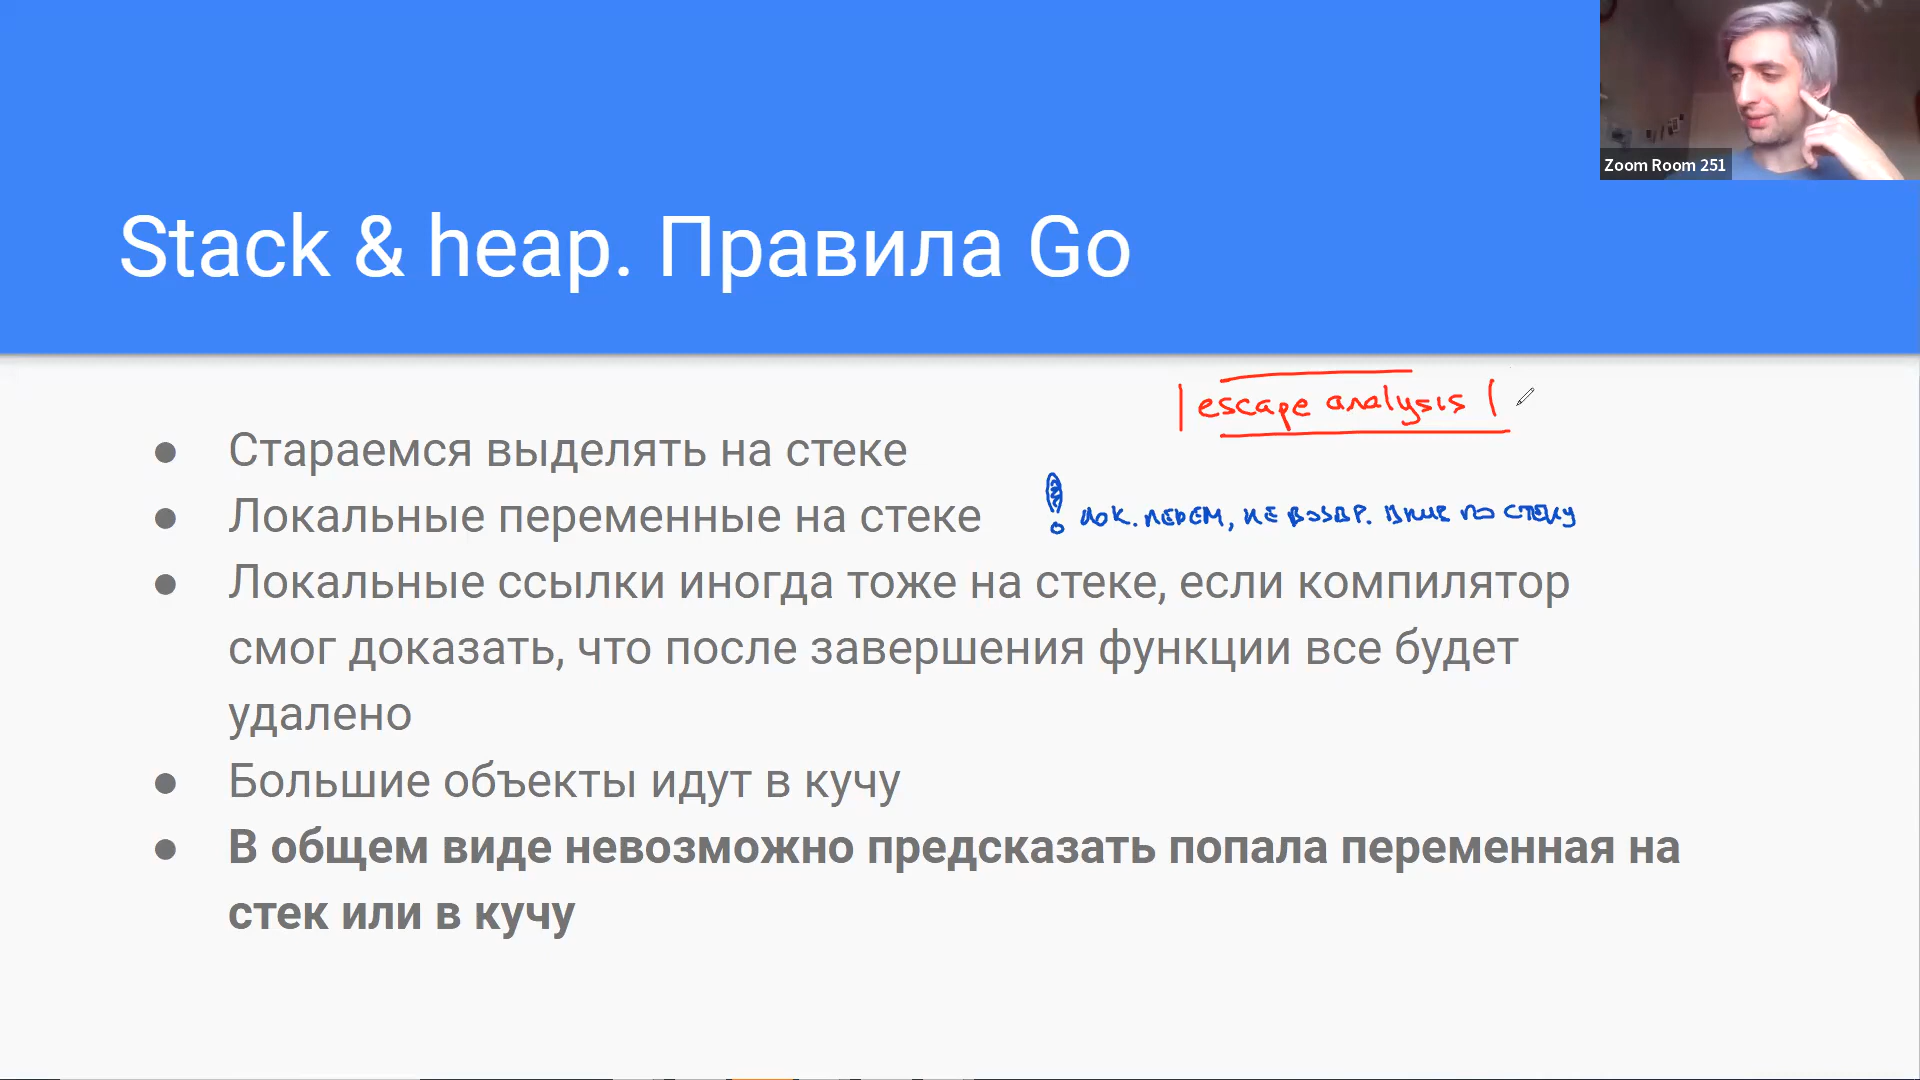 Zoom Room 251
Stack & heap. Правила Go
escape analysis
Стараемся выделять на стеке
Локальные переменные на стеке
! лок. перем, не возвр. вниз по стеку
Локальные ссылки иногда тоже на стеке, если компилятор
смог доказать, что после завершения функции все будет
удалено
Большие объекты идут в кучу
В общем виде невозможно предсказать попала переменная на
стек или в кучу